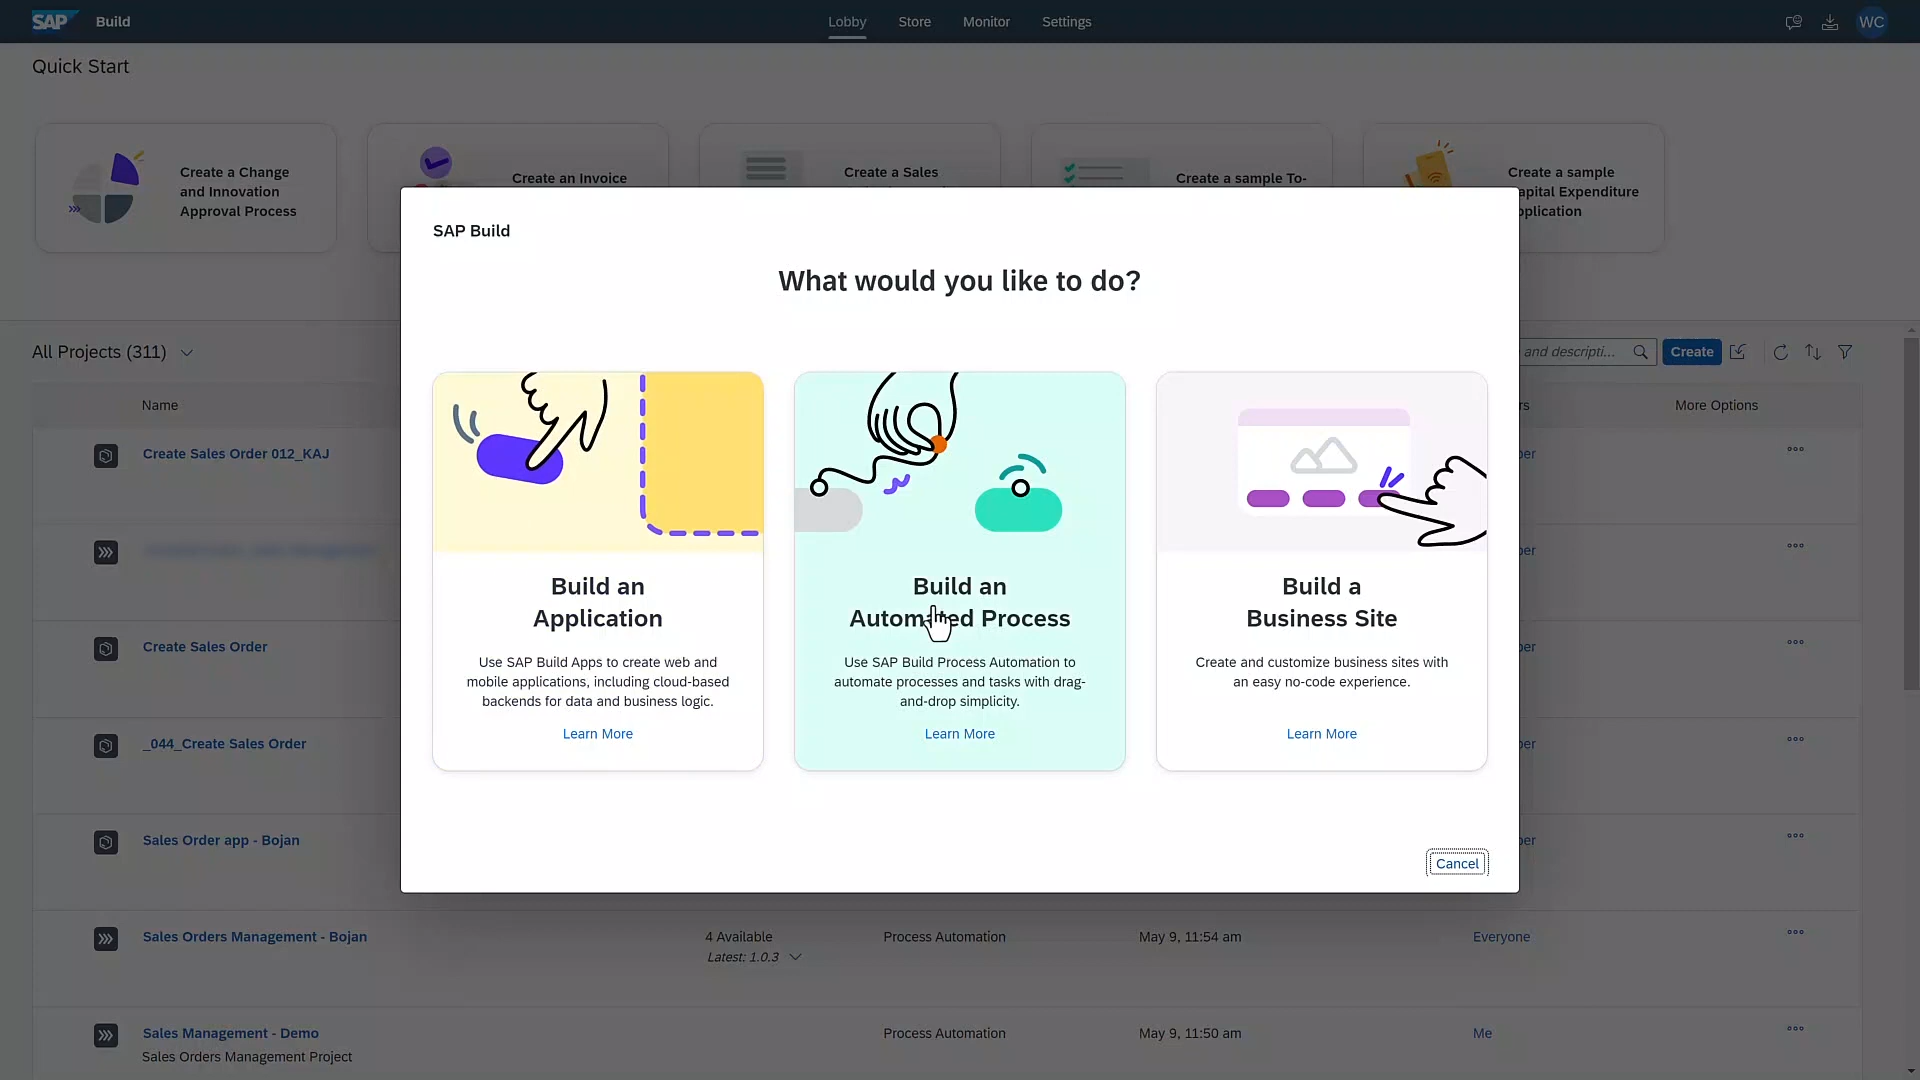 SAP Build Lobby Store Monitor Settings WC
Quick Start
Create a Change
and Innovation
Approval Process
Create an Invoice
Create a Sales
Create a sample To-
Create a sample
apital Expenditure
pplication
SAP Build
What would you like to do?
All Projects (311)
and descripti...
Create
Name
rs
More Options
Build an
Application
Use SAP Build Apps to create web and
mobile applications, including cloud-based
backends for data and business logic.
Learn More
Build an
Automated Process
Use SAP Build Process Automation to
automate processes and tasks with drag-
and-drop simplicity.
Learn More
Build a
Business Site
Create and customize business sites with
an easy no-code experience.
Learn More
Cancel
Create Sales Order 012_KAJ
ber
ber
Create Sales Order
ber
_044_Create Sales Order
ber
Sales Order app - Bojan
ber
Sales Orders Management - Bojan
4 Available
Latest: 1.0.3
Process Automation
May 9, 11:54 am
Everyone
Sales Management - Demo
Sales Orders Management Project
Process Automation
May 9, 11:50 am
Me